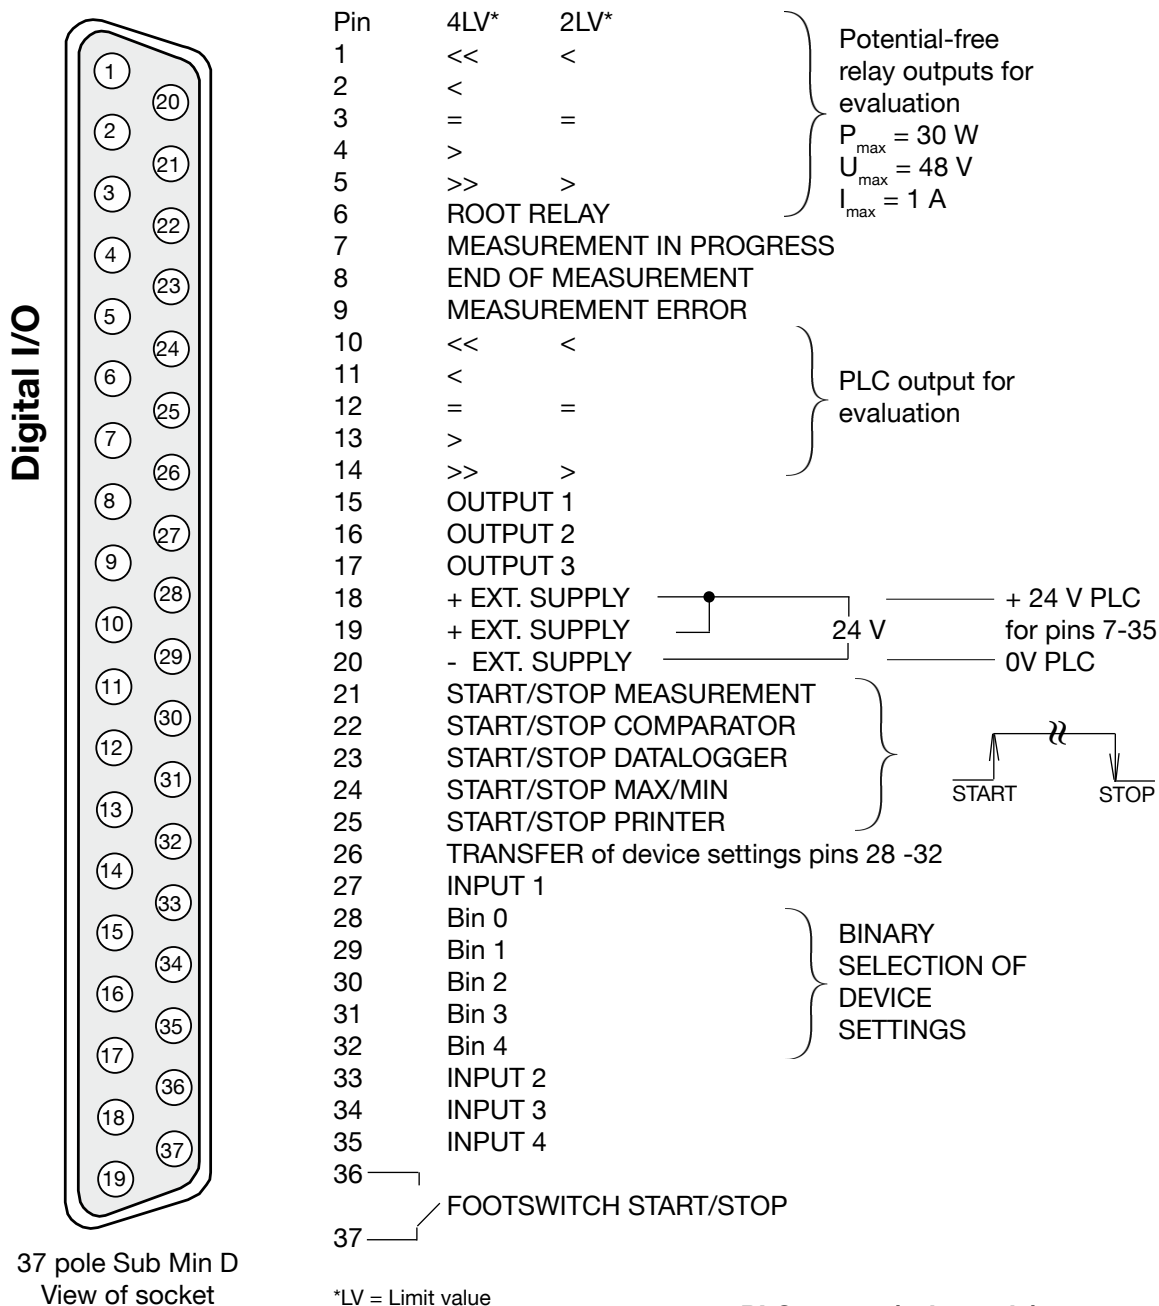 Digital I/O
1
2
3
4
5
6
7
8
9
10
11
12
13
14
15
16
17
18
19
20
21
22
23
24
25
26
27
28
29
30
31
32
33
34
35
36
37
37 pole Sub Min D
View of socket
Pin 4LV* 2LV*
1 << <
2 <
3 = =
4 >
5 >> >
6 ROOT RELAY
Potential-free
relay outputs for
evaluation
Pmax = 30 W
Umax = 48 V
Imax = 1 A
7 MEASUREMENT IN PROGRESS
8 END OF MEASUREMENT
9 MEASUREMENT ERROR
10 << <
11 <
12 = =
13 >
14 >> >
PLC output for
evaluation
15 OUTPUT 1
16 OUTPUT 2
17 OUTPUT 3
18 + EXT. SUPPLY + 24 V PLC
19 + EXT. SUPPLY 24 V for pins 7-35
20 - EXT. SUPPLY 0V PLC
21 START/STOP MEASUREMENT
22 START/STOP COMPARATOR
23 START/STOP DATALOGGER
24 START/STOP MAX/MIN
25 START/STOP PRINTER
START STOP
26 TRANSFER of device settings pins 28 -32
27 INPUT 1
28 Bin 0
29 Bin 1
30 Bin 2
31 Bin 3
32 Bin 4
BINARY
SELECTION OF
DEVICE
SETTINGS
33 INPUT 2
34 INPUT 3
35 INPUT 4
36
FOOTSWITCH START/STOP
37
*LV = Limit value